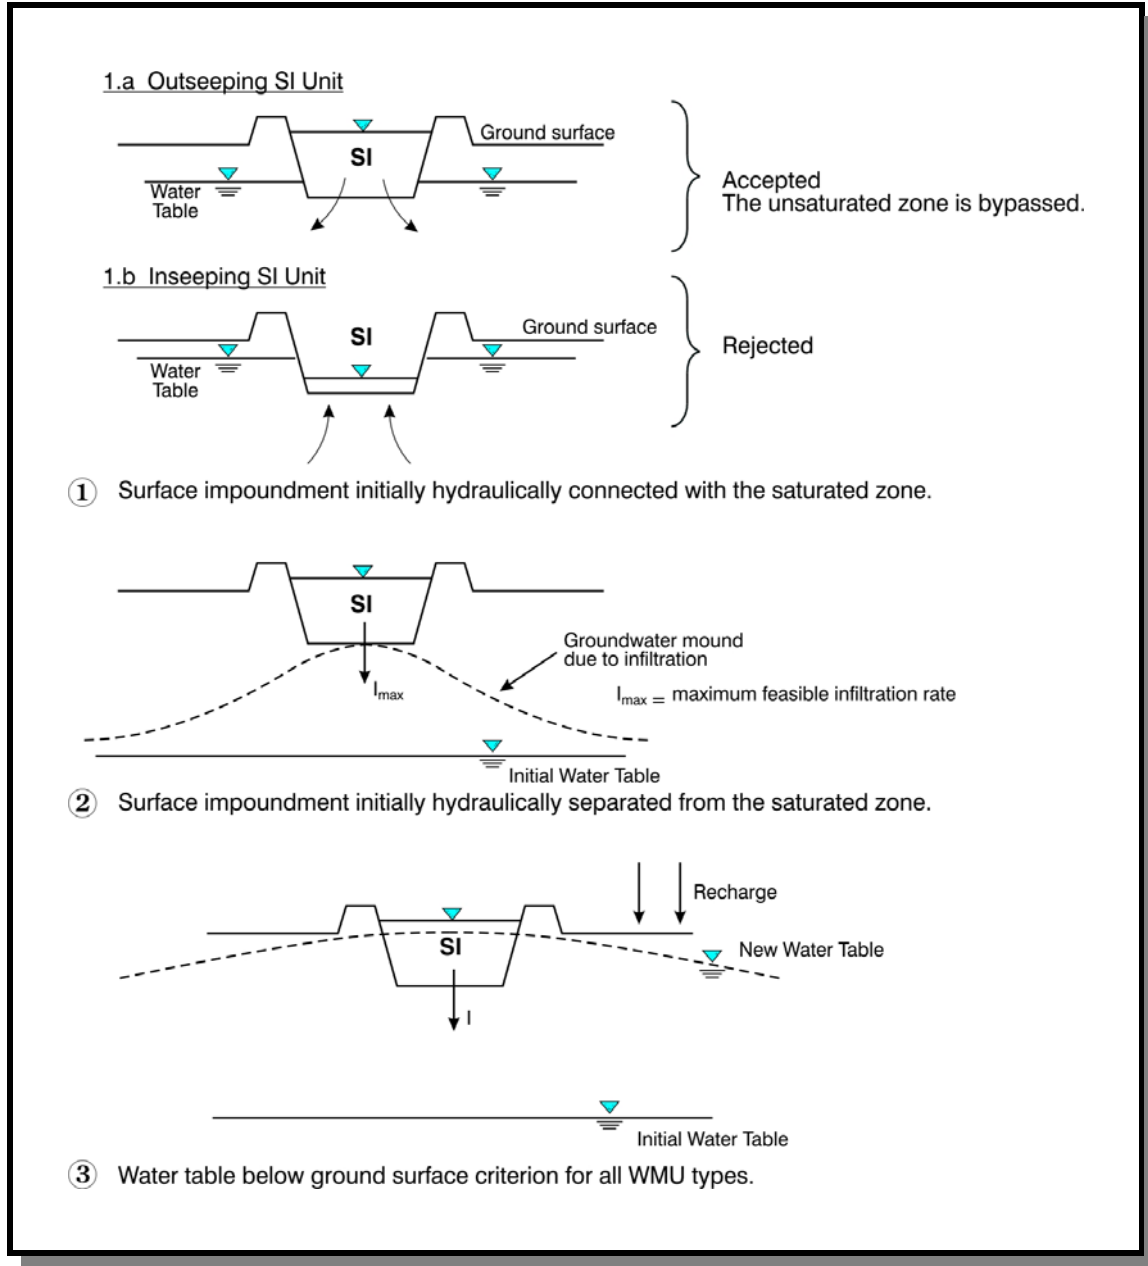 1.a Outseeping SI Unit
Ground surface
SI
Water
Table
Accepted
The unsaturated zone is bypassed.
1.b Inseeping SI Unit
SI
Ground surface
Water
Table
Rejected
① Surface impoundment initially hydraulically connected with the saturated zone.
SI
Groundwater mound
due to infiltration
Imax
Imax = maximum feasible infiltration rate
Initial Water Table
② Surface impoundment initially hydraulically separated from the saturated zone.
Recharge
SI
New Water Table
I
Initial Water Table
③ Water table below ground surface criterion for all WMU types.